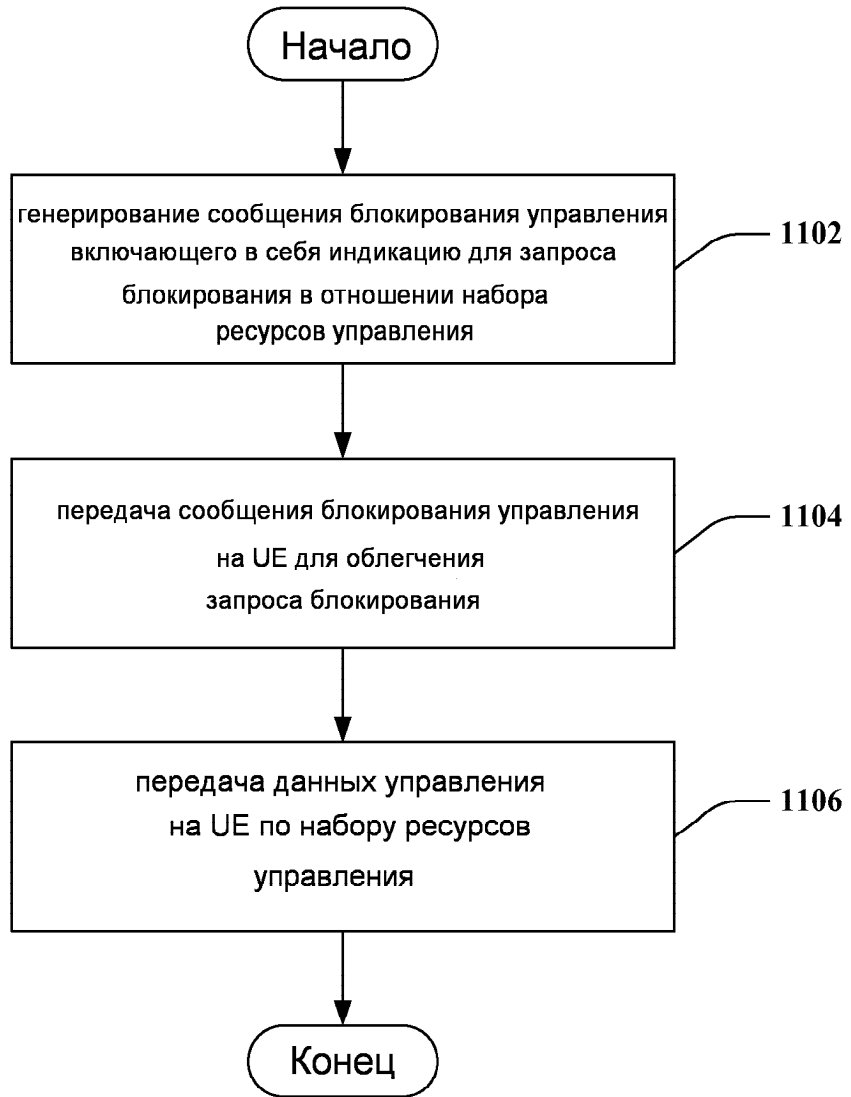 Начало
генерирование сообщения блокирования управления
включающего в себя индикацию для запроса
блокирования в отношении набора
ресурсов управления
1102
передача сообщения блокирования управления
на UE для облегчения
запроса блокирования
1104
передача данных управления
на UE по набору ресурсов
управления
1106
Конец